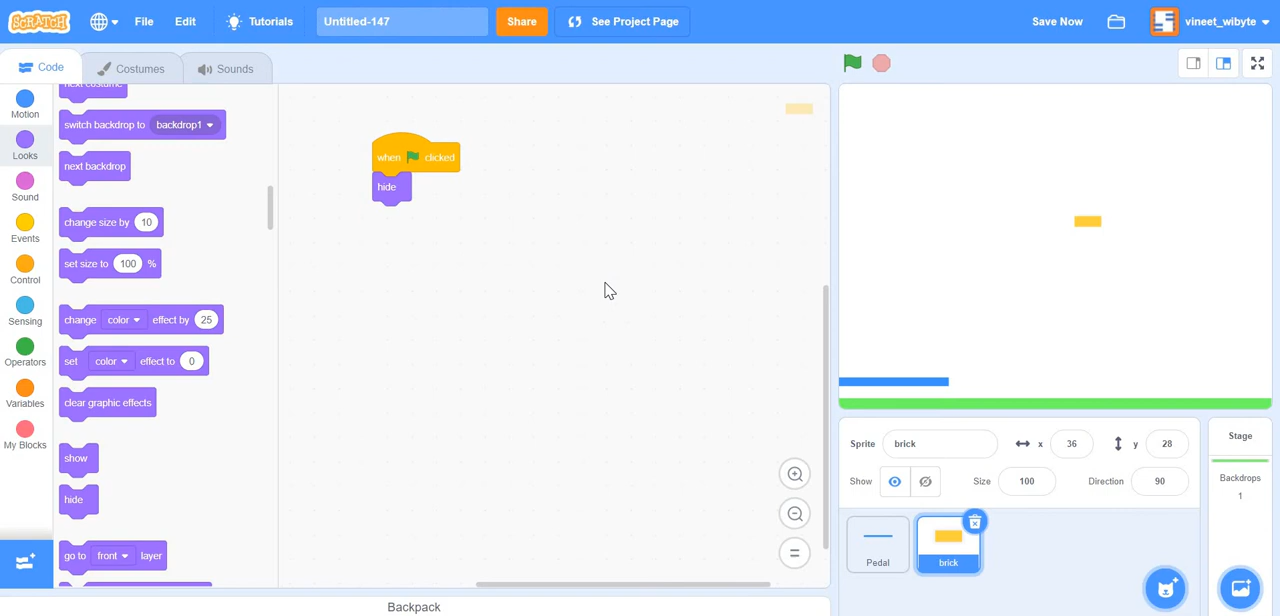 SCRATCH File Edit Tutorials Untitled-147 Share See Project Page Save Now vineet_wibyte
Code Costumes Sounds
Motion
Looks
Sound
Events
Control
Sensing
Operators
Variables
My Blocks
next costume
switch backdrop to backdrop1
next backdrop
change size by 10
set size to 100 %
change color effect by 25
set color effect to 0
clear graphic effects
show
hide
go to front layer
when clicked
hide
Backpack
Sprite brick x 36 y 28
Show Size 100 Direction 90
Pedal
brick
Stage
Backdrops
1